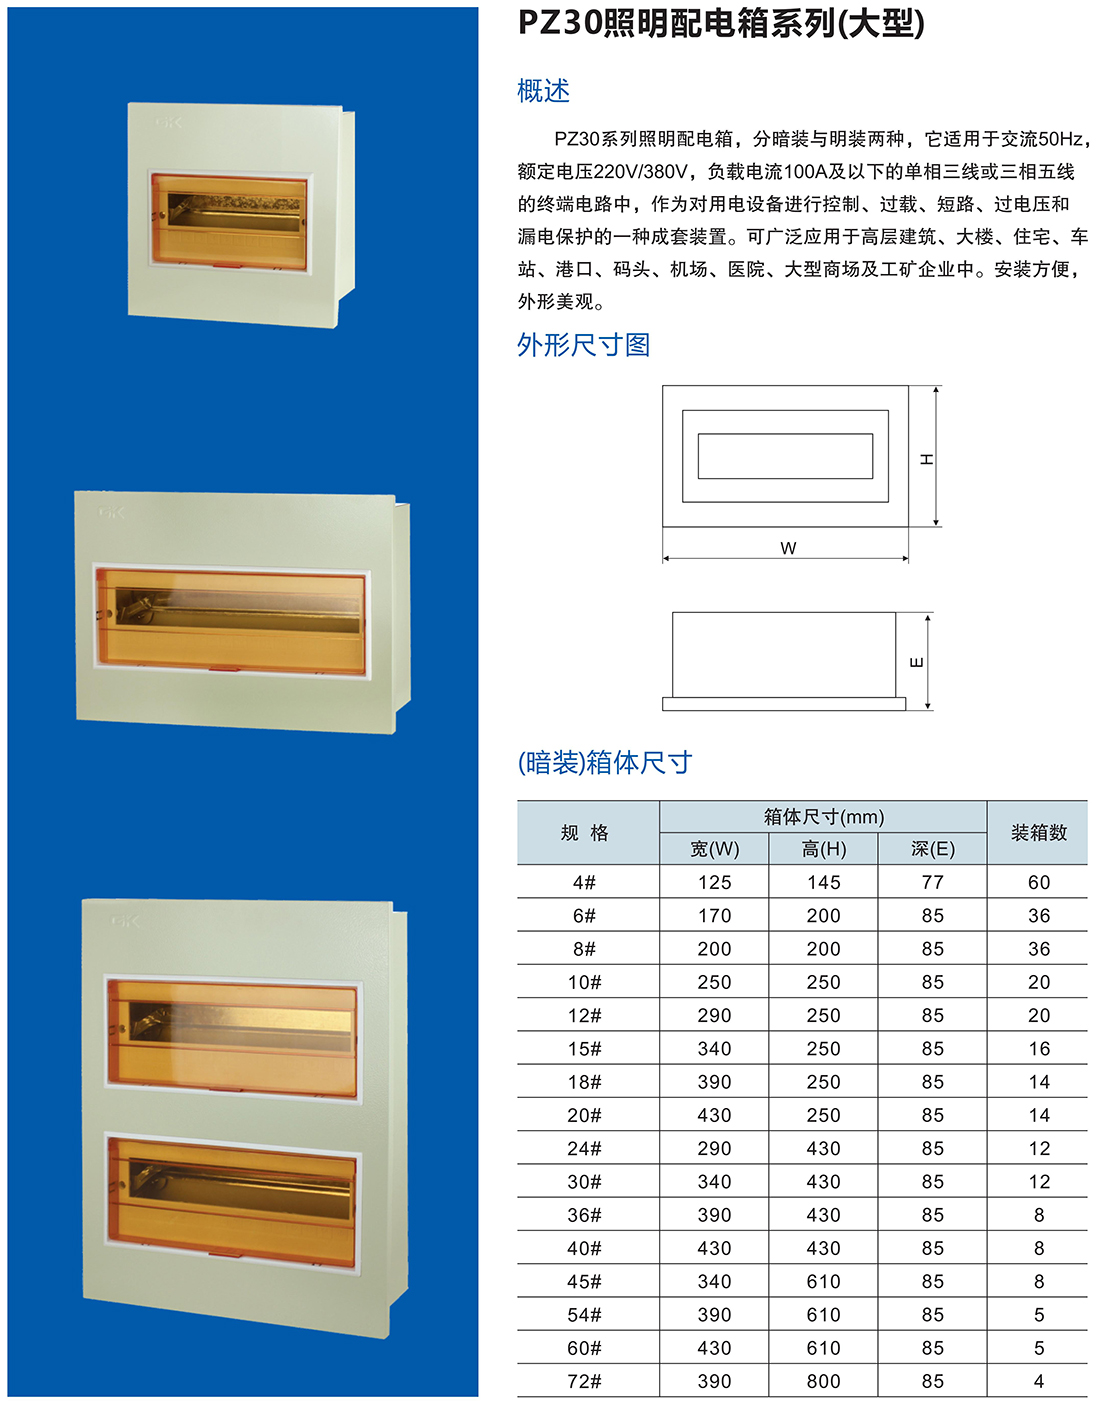 PZ30照明配电箱系列(大型)
概述
PZ30系列照明配电箱，分暗装与明装两种，它适用于交流50Hz，
额定电压220V/380V，负载电流100A及以下的单相三线或三相五线
的终端电路中，作为对用电设备进行控制、过载、短路、过电压和
漏电保护的一种成套装置。可广泛应用于高层建筑、大楼、住宅、车
站、港口、码头、机场、医院、大型商场及工矿企业中。安装方便，
外形美观。
外形尺寸图
H
W
E
(暗装)箱体尺寸
规 格 箱体尺寸(mm) 装箱数
宽(W) 高(H) 深(E)
4# 125 145 77 60
6# 170 200 85 36
8# 200 200 85 36
10# 250 250 85 20
12# 290 250 85 20
15# 340 250 85 16
18# 390 250 85 14
20# 430 250 85 14
24# 290 430 85 12
30# 340 430 85 12
36# 390 430 85 8
40# 430 430 85 8
45# 340 610 85 8
54# 390 610 85 5
60# 430 610 85 5
72# 390 800 85 4